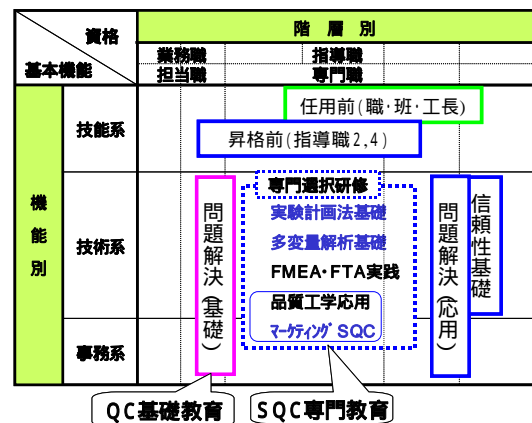 資格
基本機能
階層別
業務職
担当職
指導職
専門職
機能別
技能系
任用前(職・班・工長)
昇格前(指導職2,4)
技術系
問題解決(基礎)
専門選択研修
実験計画法基礎
多変量解析基礎
FMEA・FTA実践
品質工学応用
マーケティングSQC
問題解決(応用)
信頼性基礎
事務系
QC基礎教育
SQC専門教育